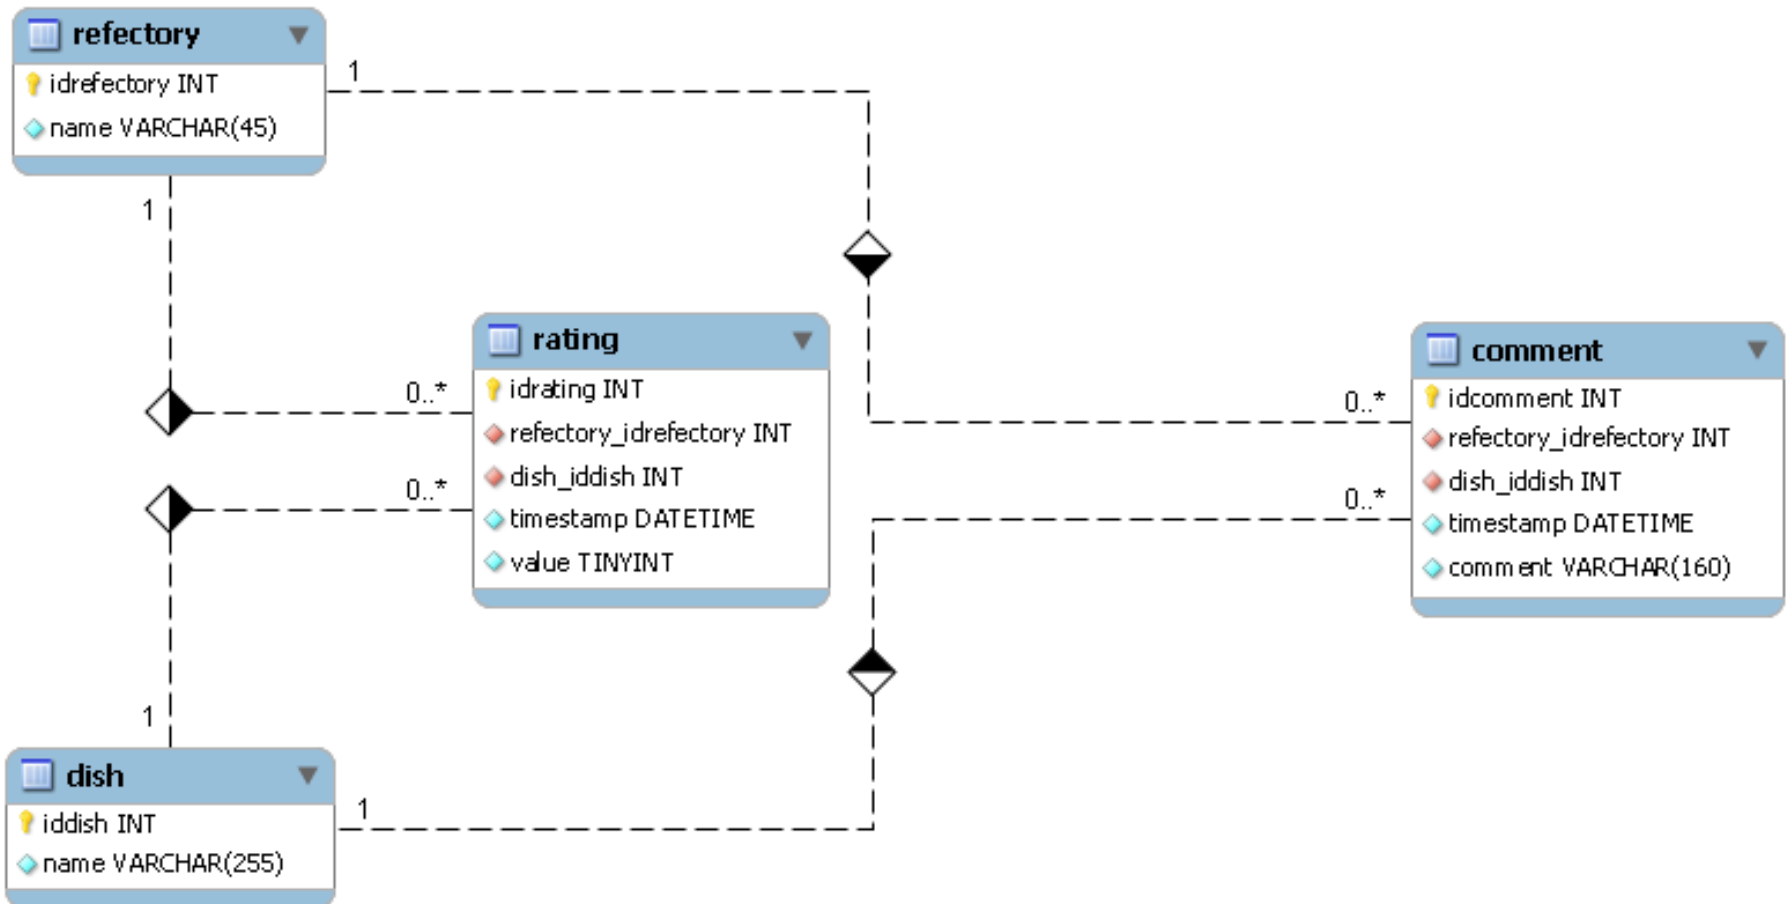 refectory
idrefectory INT
name VARCHAR(45)
1
1
rating
idrating INT
refectory_idrefectory INT
dish_iddish INT
timestamp DATETIME
value TINYINT
0..*
0..*
comment
idcomment INT
refectory_idrefectory INT
dish_iddish INT
timestamp DATETIME
comment VARCHAR(160)
0..*
0..*
1
1
dish
iddish INT
name VARCHAR(255)